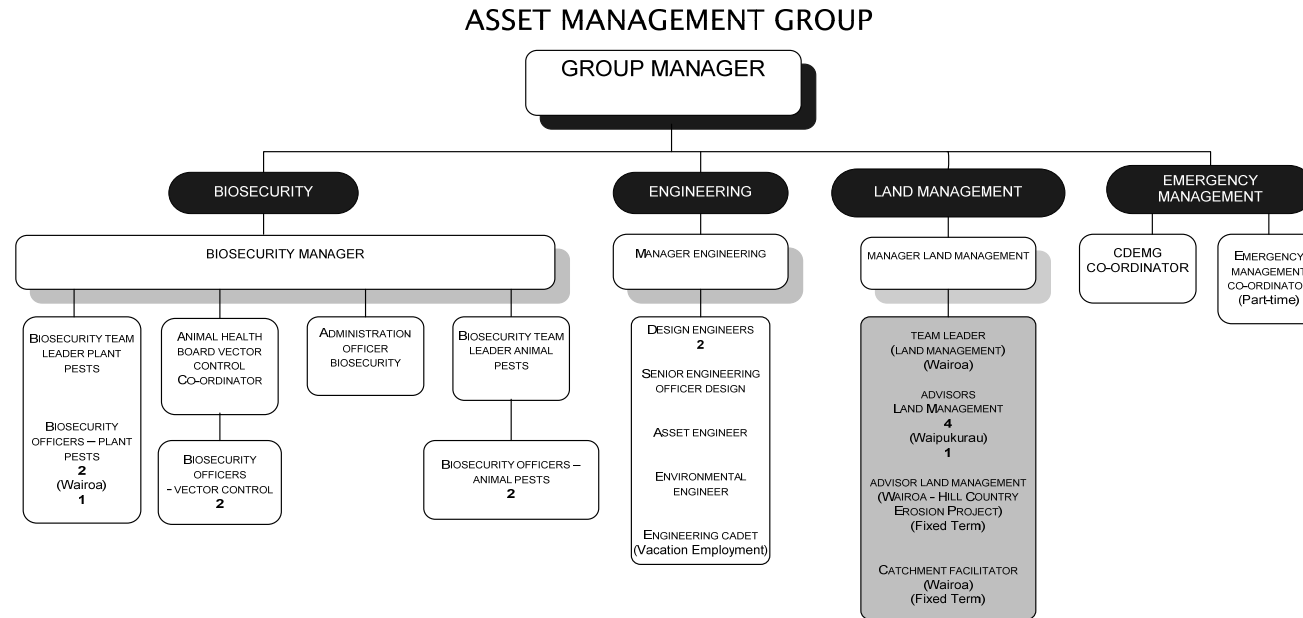 ASSET MANAGEMENT GROUP
GROUP MANAGER
BIOSECURITY
ENGINEERING
LAND MANAGEMENT
EMERGENCY
MANAGEMENT
BIOSECURITY MANAGER
MANAGER ENGINEERING
MANAGER LAND MANAGEMENT
CDEMG
CO-ORDINATOR
EMERGENCY
MANAGEMENT
CO-ORDINATO
(Part-time)
BIOSECURITY TEAM
LEADER PLANT
PESTS
BIOSECURITY
OFFICERS – PLANT
PESTS
2
(Wairoa)
1
ANIMAL HEALTH
BOARD VECTOR
CONTROL
CO-ORDINATOR
BIOSECURITY
OFFICERS
- VECTOR CONTROL
2
ADMINISTRATION
OFFICER
BIOSECURITY
BIOSECURITY TEAM
LEADER ANIMAL
PESTS
BIOSECURITY OFFICERS –
ANIMAL PESTS
2
DESIGN ENGINEERS
2
SENIOR ENGINEERING
OFFICER DESIGN
ASSET ENGINEER
ENVIRONMENTAL
ENGINEER
ENGINEERING CADET
(Vacation Employment)
TEAM LEADER
(LAND MANAGEMENT)
(Wairoa)
ADVISORS
LAND MANAGEMENT
4
(Waipukurau)
1
ADVISOR LAND MANAGEMENT
(WAIROA - HILL COUNTRY
EROSION PROJECT)
(Fixed Term)
CATCHMENT FACILITATOR
(Wairoa)
(Fixed Term)